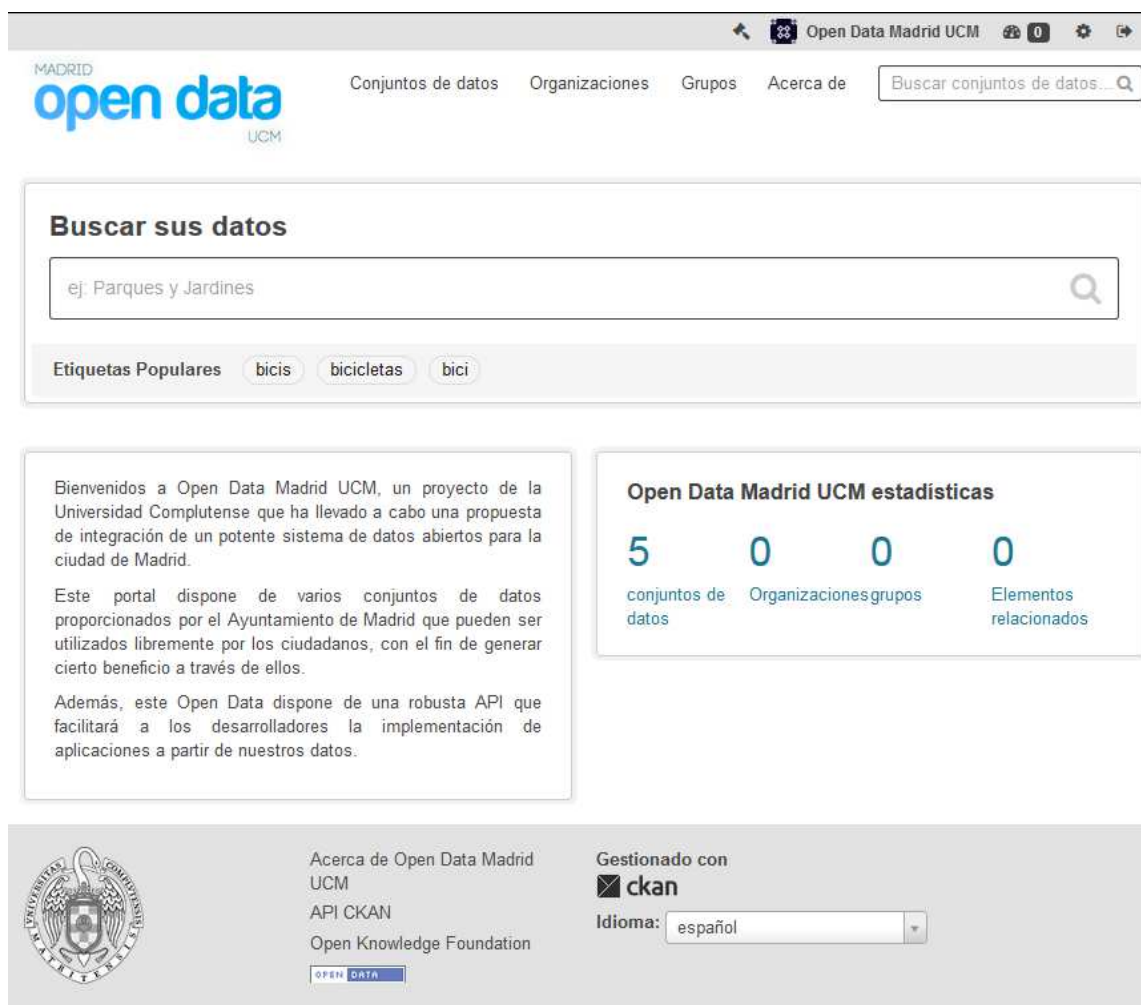 Open Data Madrid UCM 0
MADRID
open data
UCM
Conjuntos de datos Organizaciones Grupos Acerca de Buscar conjuntos de datos...
Buscar sus datos
ej: Parques y Jardines
Etiquetas Populares bicis bicicletas bici
Bienvenidos a Open Data Madrid UCM, un proyecto de la
Universidad Complutense que ha llevado a cabo una propuesta
de integración de un potente sistema de datos abiertos para la
ciudad de Madrid.
Este portal dispone de varios conjuntos de datos
proporcionados por el Ayuntamiento de Madrid que pueden ser
utilizados libremente por los ciudadanos, con el fin de generar
cierto beneficio a través de ellos.
Además, este Open Data dispone de una robusta API que
facilitará a los desarrolladores la implementación de
aplicaciones a partir de nuestros datos.
Open Data Madrid UCM estadísticas
5 0 0 0
conjuntos de datos
Organizaciones
grupos
Elementos relacionados
Acerca de Open Data Madrid
UCM
API CKAN
Open Knowledge Foundation
OPEN DATA
Gestionado con
ckan
Idioma: español